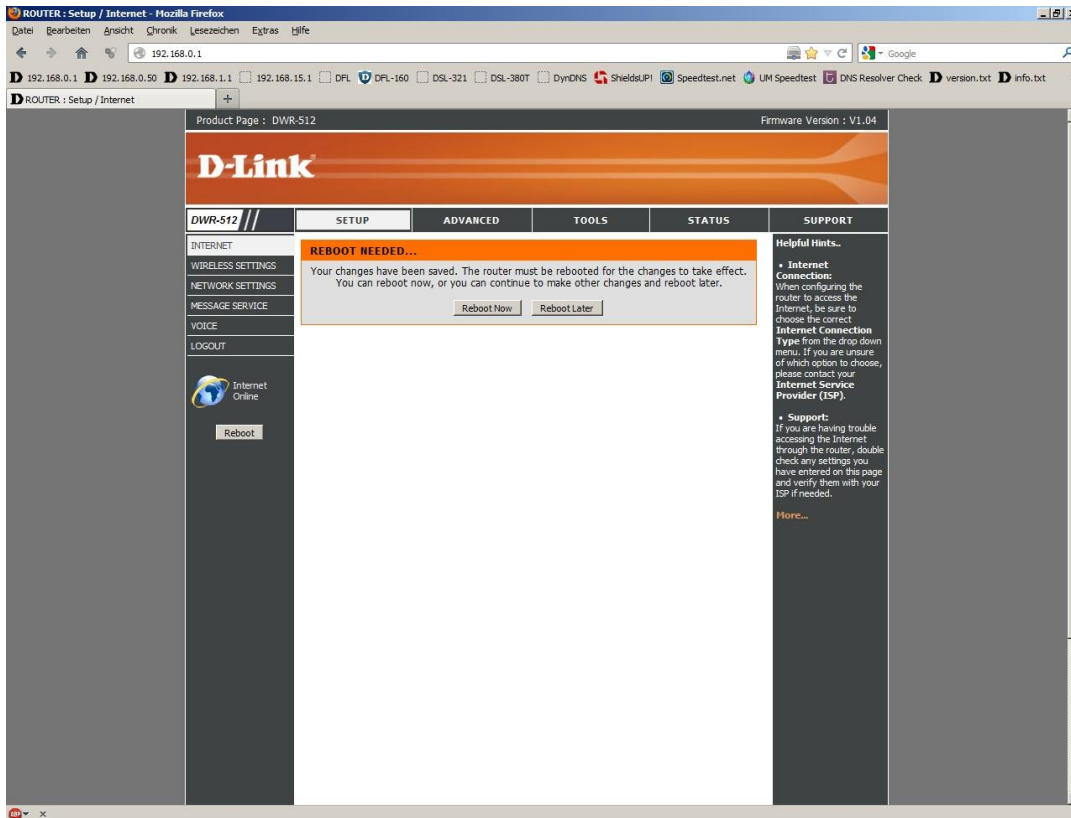 ROUTER : Setup / Internet - Mozilla Firefox
Datei Bearbeiten Ansicht Chronik Lesezeichen Extras Hilfe
192.168.0.1
Google
192.168.0.1 192.168.0.50 192.168.1.1 192.168.15.1 DFL DFL-160 DSL-321 DSL-380T DynDNS ShieldsUP! Speedtest.net UM Speedtest DNS Resolver Check version.txt info.txt
ROUTER : Setup / Internet
Product Page : DWR-512 Firmware Version : V1.04
D-Link
DWR-512 SETUP ADVANCED TOOLS STATUS SUPPORT
INTERNET
WIRELESS SETTINGS
NETWORK SETTINGS
MESSAGE SERVICE
VOICE
LOGOUT
Internet
Online
Reboot
REBOOT NEEDED...
Your changes have been saved. The router must be rebooted for the changes to take effect.
You can reboot now, or you can continue to make other changes and reboot later.
Reboot Now Reboot Later
Helpful Hints..
• Internet
Connection:
When configuring the
router to access the
Internet, be sure to
choose the correct
Internet Connection
Type from the drop down
menu. If you are unsure
of which option to choose,
please contact your
Internet Service
Provider (ISP).
• Support:
If you are having trouble
accessing the Internet
through the router, double
check any settings you
have entered on this page
and verify them with your
ISP if needed.
More...
ABP